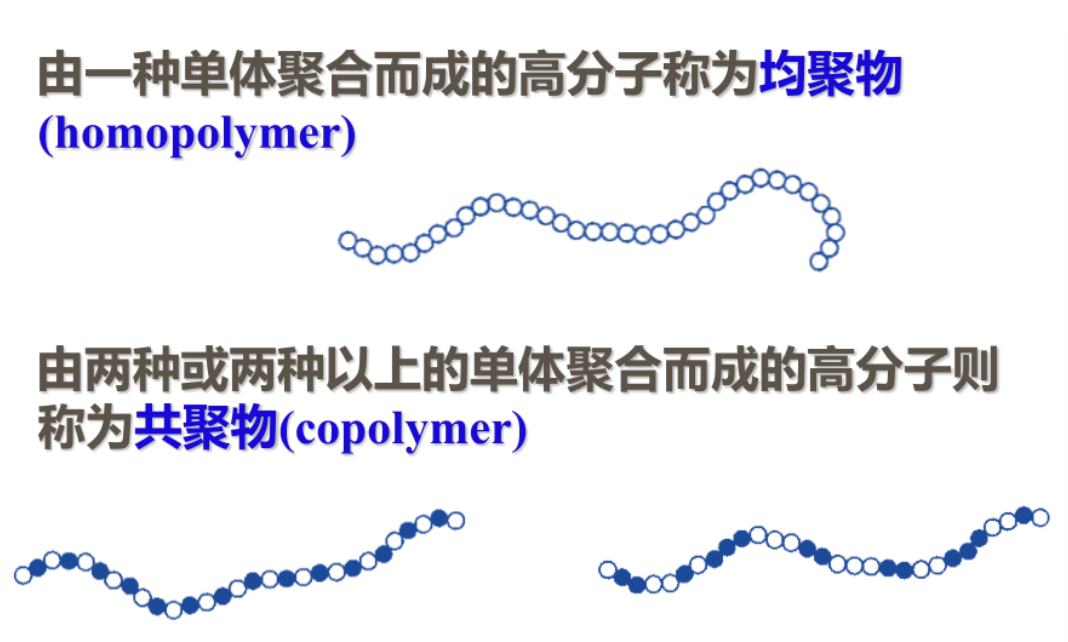 由一种单体聚合而成的高分子称为均聚物
(homopolymer)
由两种或两种以上的单体聚合而成的高分子则
称为共聚物(copolymer)